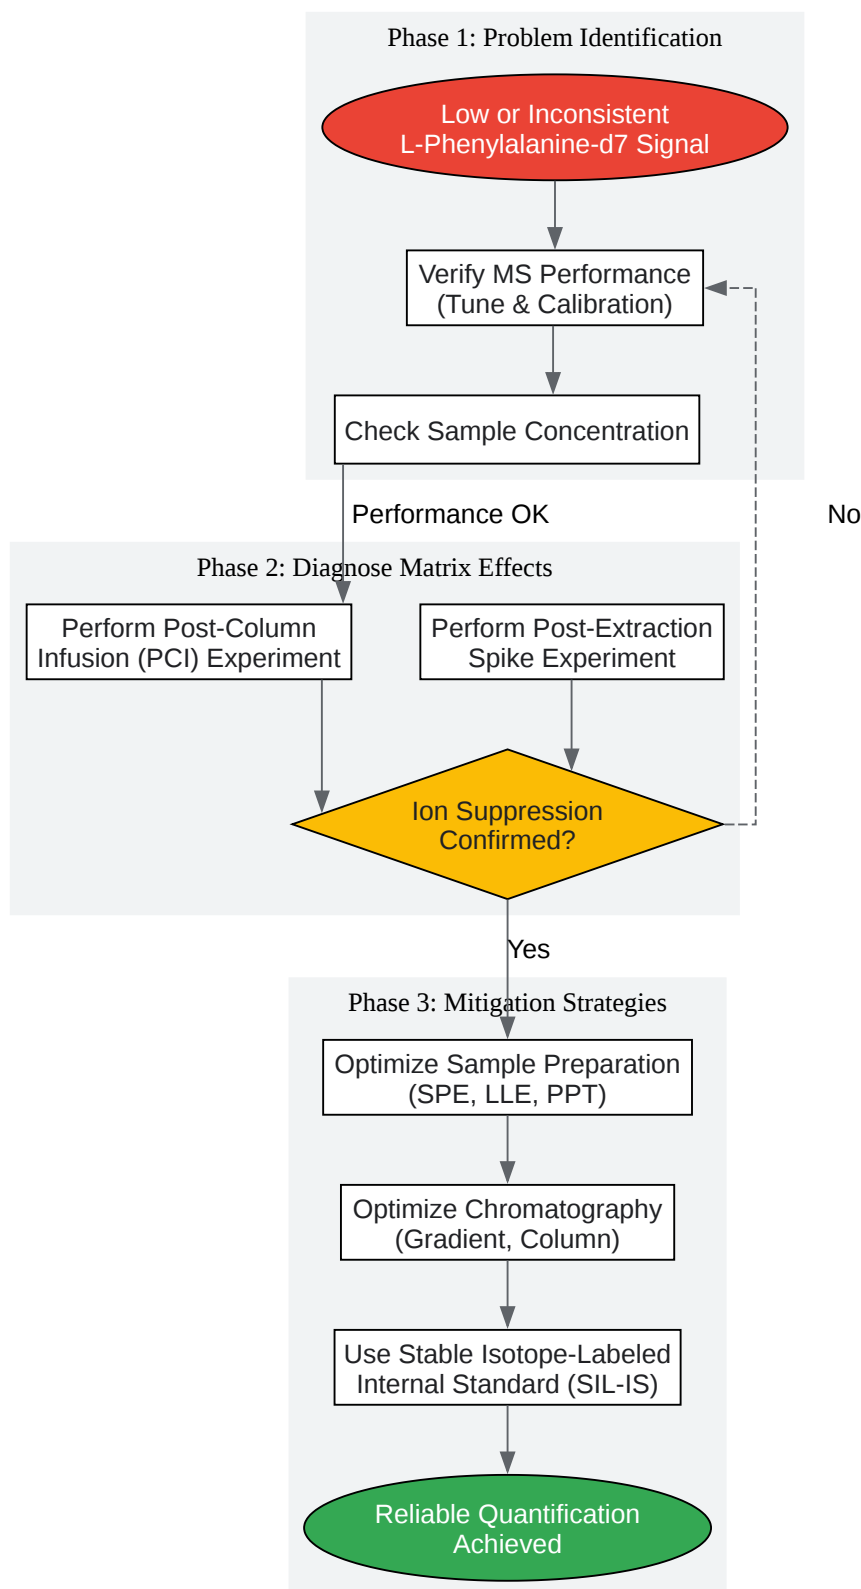 Phase 1: Problem Identification
Low or Inconsistent
L-Phenylalanine-d7 Signal
Verify MS Performance
(Tune & Calibration)
Check Sample Concentration
Performance OK
No
Phase 2: Diagnose Matrix Effects
Perform Post-Column
Infusion (PCI) Experiment
Perform Post-Extraction
Spike Experiment
Ion Suppression
Confirmed?
Yes
Phase 3: Mitigation Strategies
Optimize Sample Preparation
(SPE, LLE, PPT)
Optimize Chromatography
(Gradient, Column)
Use Stable Isotope-Labeled
Internal Standard (SIL-IS)
Reliable Quantification
Achieved